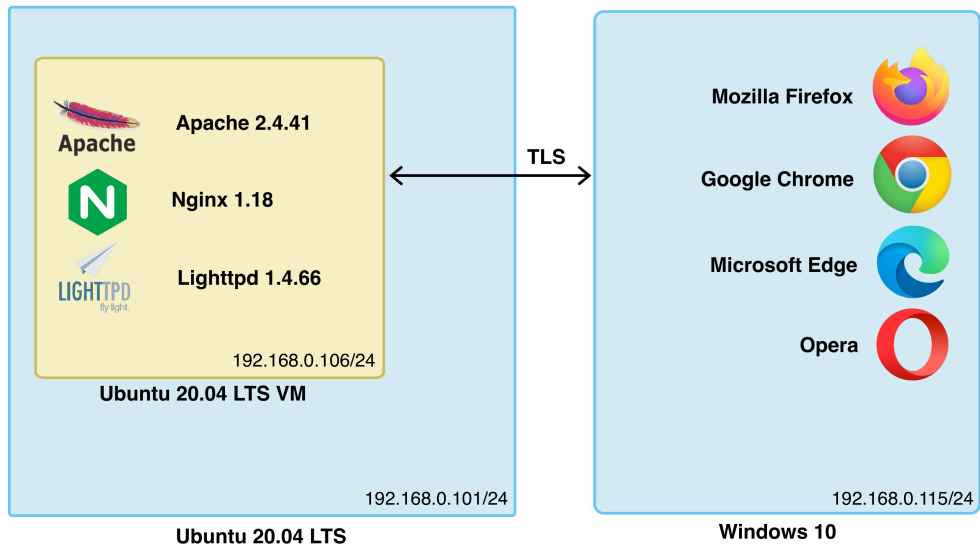 Apache
Apache 2.4.41
N
Nginx 1.18
LIGHTTPD
fly light.
Lighttpd 1.4.66
192.168.0.106/24
Ubuntu 20.04 LTS VM
192.168.0.101/24
Ubuntu 20.04 LTS
TLS
Mozilla Firefox
Google Chrome
Microsoft Edge
Opera
192.168.0.115/24
Windows 10